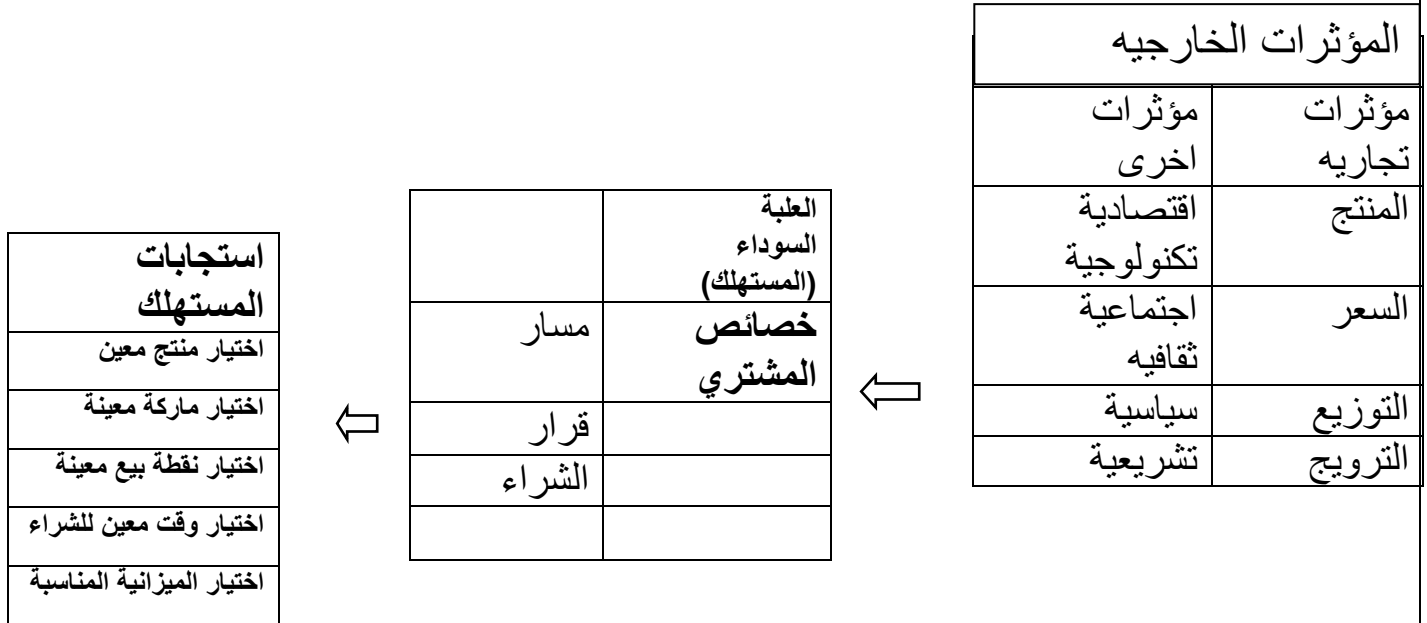 المؤثرات الخارجيه
مؤثرات
تجاريه
مؤثرات
اخرى
المنتج
اقتصادية
تكنولوجية
السعر
اجتماعية
ثقافيه
التوزيع
سياسية
الترويج
تشريعية
العلبة
السوداء
(المستهلك)
خصائص
المشتري
مسار
قرار
الشراء
استجابات
المستهلك
اختيار منتج معين
اختيار ماركة معينة
اختيار نقطة بيع معينة
اختيار وقت معين للشراء
اختيار الميزانية المناسبة